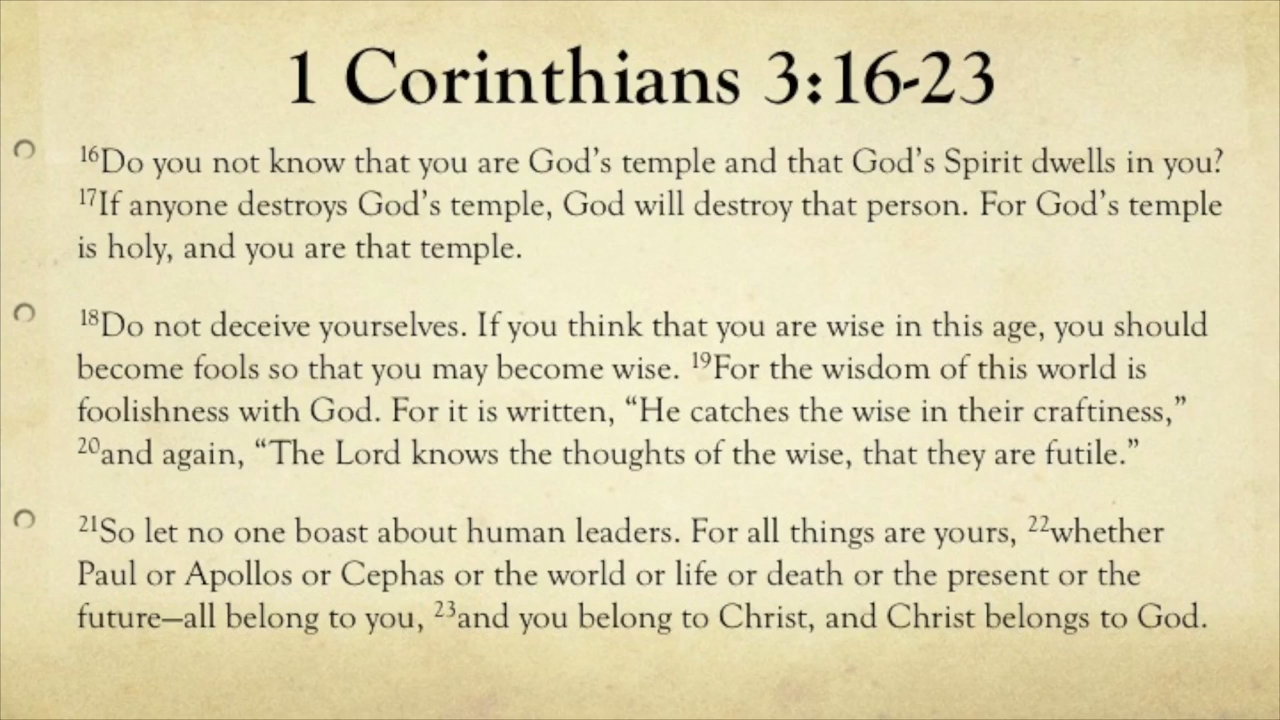 1 Corinthians 3:16-23
16Do you not know that you are God’s temple and that God’s Spirit dwells in you?
17If anyone destroys God’s temple, God will destroy that person. For God’s temple
is holy, and you are that temple.
18Do not deceive yourselves. If you think that you are wise in this age, you should
become fools so that you may become wise. 19For the wisdom of this world is
foolishness with God. For it is written, “He catches the wise in their craftiness,”
20and again, “The Lord knows the thoughts of the wise, that they are futile.”
21So let no one boast about human leaders. For all things are yours, 22whether
Paul or Apollos or Cephas or the world or life or death or the present or the
future—all belong to you, 23and you belong to Christ, and Christ belongs to God.